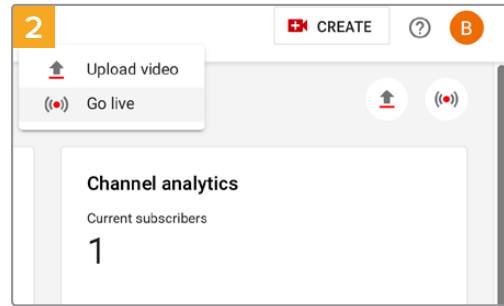 2
CREATE
B
Upload video
Go live
Channel analytics
Current subscribers
1